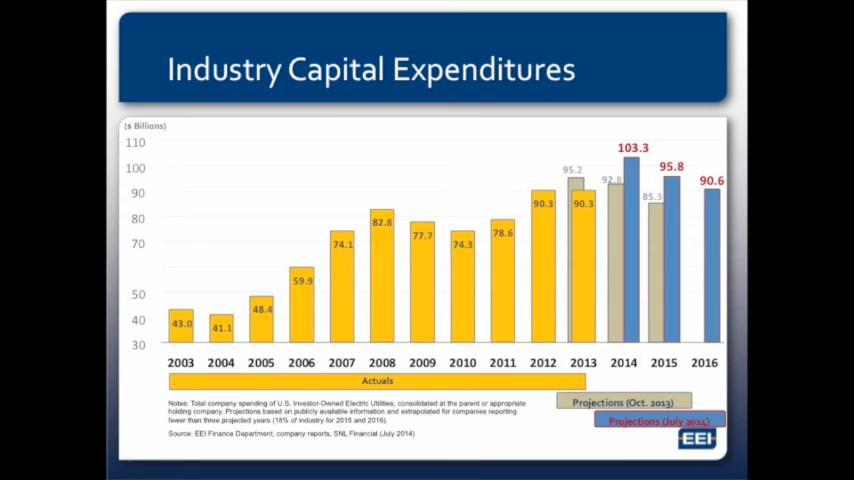 Industry Capital Expenditures
($ Billions)
110
100
90
80
70
50
40
30
43.0
41.1
48.4
59.9
74.1
82.8
77.7
74.3
78.6
90.3
95.2
90.3
92.8
103.3
85.3
95.8
90.6
2003 2004 2005 2006 2007 2008 2009 2010 2011 2012 2013 2014 2015 2016
Actuals
Projections (Oct. 2013)
Projections (July 2014)
Notes: Total company spending of U.S. Investor-Owned Electric Utilities, consolidated at the parent or appropriate
holding company. Projections based on publicly available information and extrapolated for companies reporting
fewer than three projected years (18% of industry for 2015 and 2016).
Source: EEI Finance Department, company reports, SNL Financial (July 2014)
EEI